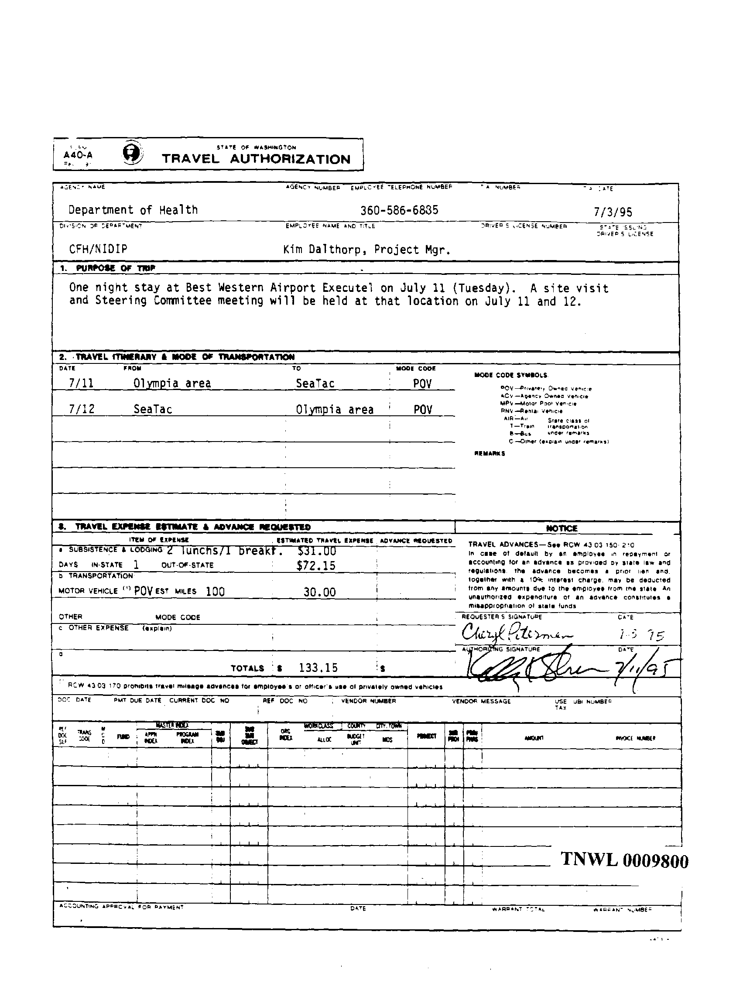 A40-A
STATE OF WASHINGTON
TRAVEL AUTHORIZATION
AGENCY NAME AGENCY NUMBER EMPLOYEE TELEPHONE NUMBER T A NUMBER T A DATE
Department of Health 360-586-6835 7/3/95
DIVISION OR DEPARTMENT EMPLOYEE NAME AND TITLE DRIVER'S LICENSE NUMBER STATE ISSUING
DRIVER'S LICENSE
CFH/NIDIP Kim Dalthorp, Project Mgr.
1. PURPOSE OF TRIP
One night stay at Best Western Airport Executel on July 11 (Tuesday). A site visit
and Steering Committee meeting will be held at that location on July 11 and 12.
2. TRAVEL ITINERARY & MODE OF TRANSPORTATION
DATE FROM TO MODE CODE
MODE CODE SYMBOLS
7/11 Olympia area SeaTac POV
POV—Privately Owned Vehicle
AGV—Agency Owned Vehicle
MPV—Motor Pool Vehicle
RNV—Rental Vehicle
7/12 SeaTac Olympia area POV
AIR—Air State class of
T—Train transportation
B—Bus under remarks
O—Other (explain under remarks)
REMARKS
3. TRAVEL EXPENSE ESTIMATE & ADVANCE REQUESTED NOTICE
ITEM OF EXPENSE ESTIMATED TRAVEL EXPENSE ADVANCE REQUESTED
a SUBSISTENCE & LODGING 2 lunchs/1 breakf. $31.00
DAYS IN-STATE 1 OUT-OF-STATE $72.15
b TRANSPORTATION
MOTOR VEHICLE (*) POV EST. MILES 100 30.00
OTHER MODE CODE
c OTHER EXPENSE (explain)
d
TOTALS $ 133.15 $
TRAVEL ADVANCES—See RCW 43 03 150-210
In case of default by an employee in repayment or
accounting for an advance as provided by state law and
regulations the advance becomes a prior lien and,
together with a 10% interest charge, may be deducted
from any amounts due to the employee from the state An
unauthorized expenditure of an advance constitutes a
misappropriation of state funds
REQUESTER'S SIGNATURE DATE
Cheryl Peterman 7-3 95
AUTHORIZING SIGNATURE DATE
7/11/95
RCW 43 03 170 prohibits travel mileage advances for employee's or officer's use of privately owned vehicles
DOC DATE PMT DUE DATE CURRENT DOC NO REF DOC NO VENDOR NUMBER VENDOR MESSAGE USE TAX UBI NUMBER
REF DOC SUF TRANS CODE M O D FUND MASTER INDEX APPN INDEX PROGRAM INDEX SUB OBJ SUB SUB OBJECT ORG INDEX WORKCLASS ALLOC COUNTY BUDGET UNIT CITY/TOWN MOS PROJECT SUB PROJ PROJ PHAS AMOUNT INVOICE NUMBER
TNWL 0009800
ACCOUNTING APPROVAL FOR PAYMENT DATE WARRANT TOTAL WARRANT NUMBER